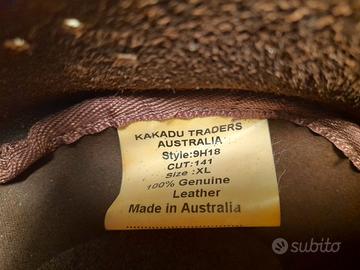 KAKADU TRADERS
AUSTRALIA
Style:9H18
CUT:141
Size:XL
100% Genuine
Leather
Made in Australia
subito